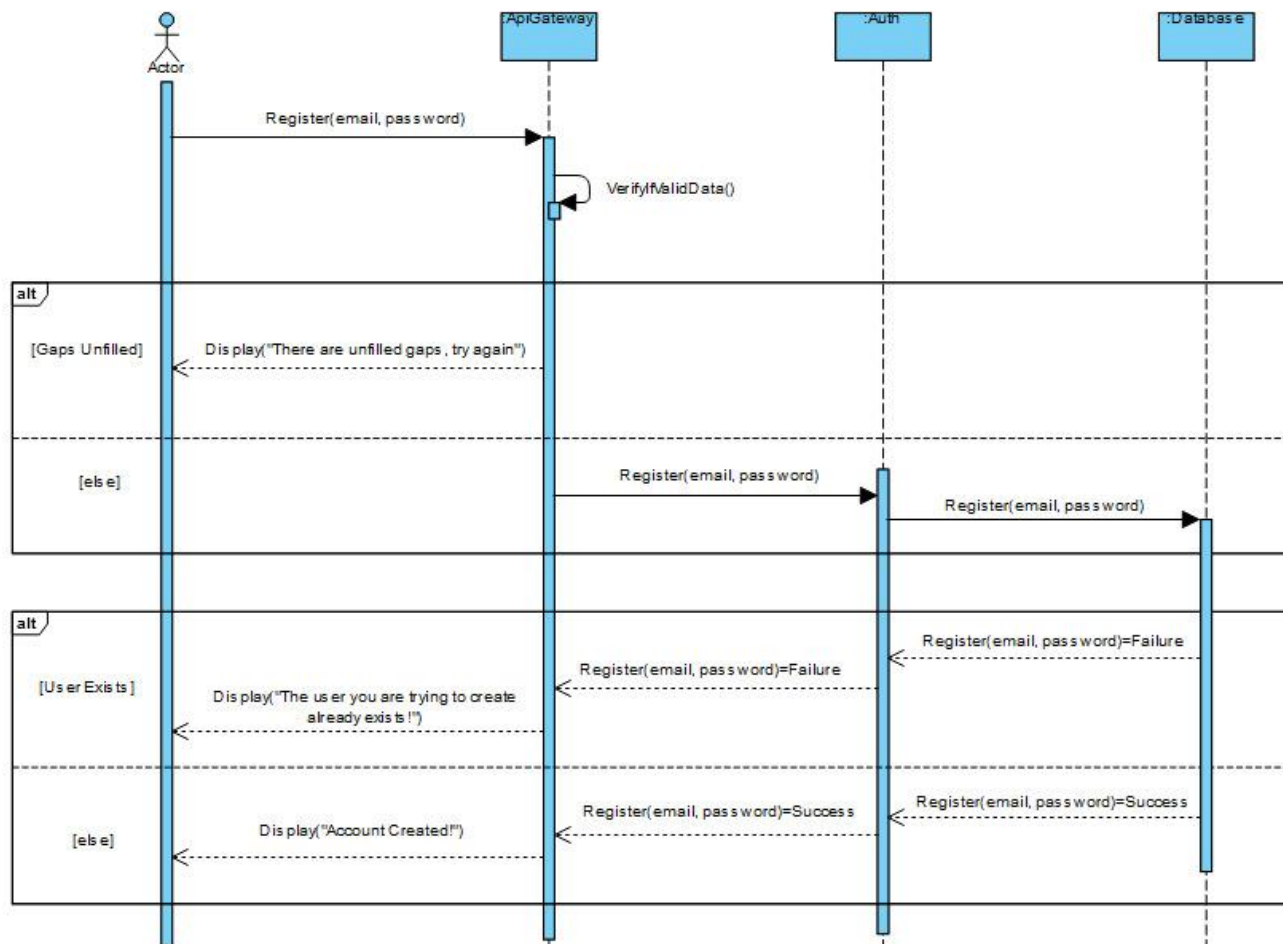 :ApiGateway
:Auth
:Database
Actor
Register(email, password)
VerifyIfValidData()
alt
[Gaps Unfilled]
Display("There are unfilled gaps, try again")
[else]
Register(email, password)
Register(email, password)
alt
Register(email, password)=Failure
Register(email, password)=Failure
[User Exists]
Display("The user you are trying to create
already exists!")
Register(email, password)=Success
Register(email, password)=Success
Display("Account Created!")
[else]